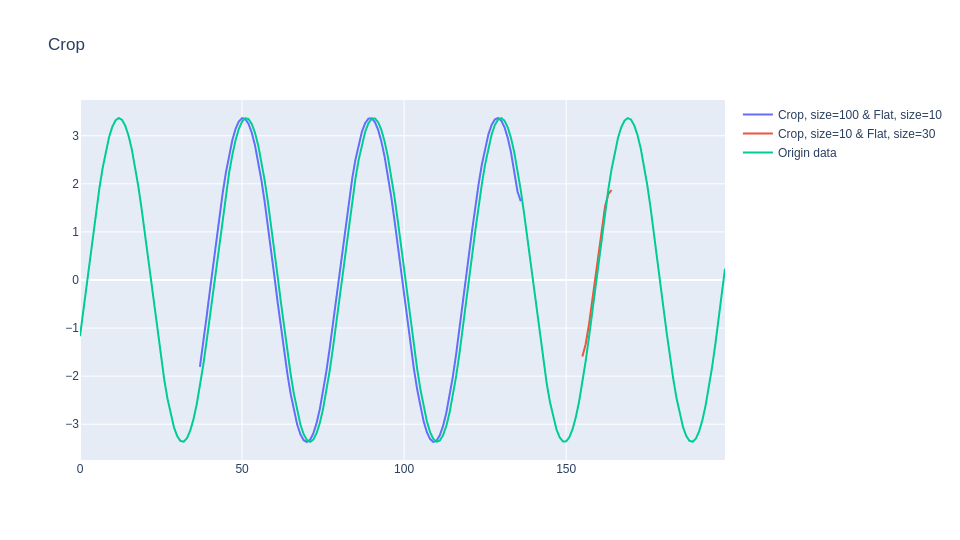 Crop
Crop, size=100 & Flat, size=10
Crop, size=10 & Flat, size=30
Origin data
3
2
1
0
−1
−2
−3
0
50
100
150